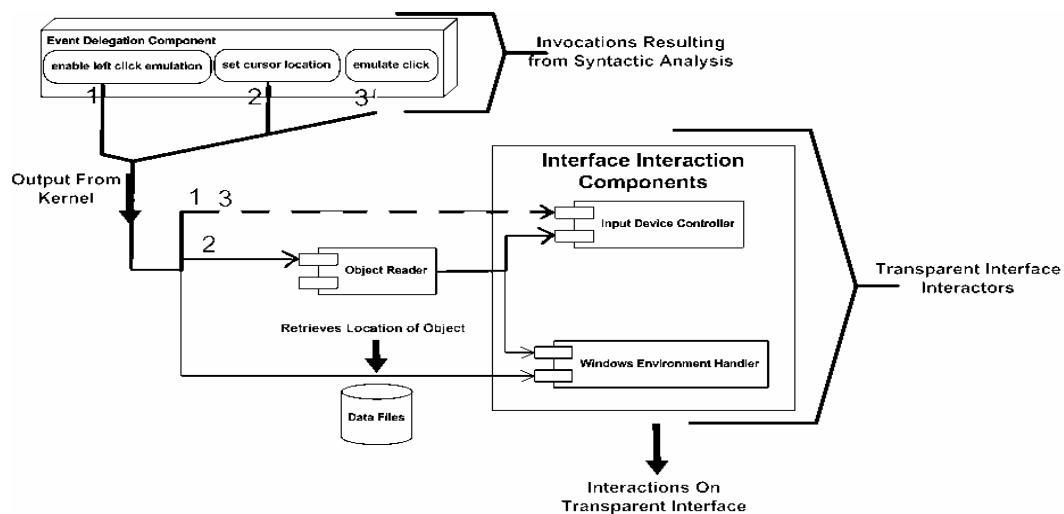 Event Delegation Component
enable left click emulation
set cursor location
emulate click
1
2
3
Invocations Resulting
from Syntactic Analysis
Output From
Kernel
1 3
2
Interface Interaction
Components
Input Device Controller
Object Reader
Transparent Interface
Interactors
Retrieves Location of Object
Windows Environment Handler
Data Files
Interactions On
Transparent Interface